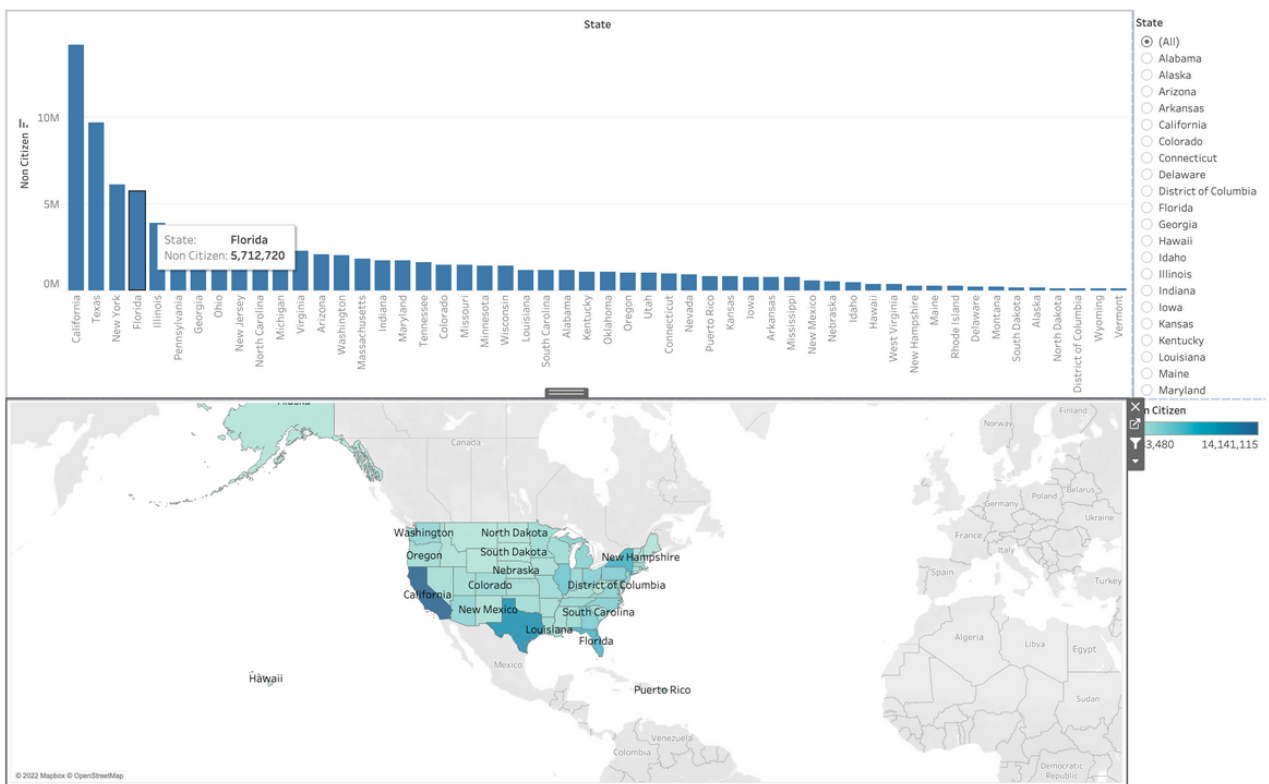 State
Non Citizen
10M
5M
0M
State: Florida
Non Citizen: 5,712,720
California
Texas
New York
Florida
Illinois
Pennsylvania
Georgia
Ohio
New Jersey
North Carolina
Michigan
Virginia
Arizona
Washington
Massachusetts
Indiana
Maryland
Tennessee
Colorado
Missouri
Minnesota
Wisconsin
Louisiana
South Carolina
Alabama
Kentucky
Oklahoma
Oregon
Utah
Connecticut
Nevada
Puerto Rico
Kansas
Iowa
Arkansas
Mississippi
New Mexico
Nebraska
Idaho
Hawaii
West Virginia
New Hampshire
Maine
Rhode Island
Delaware
Montana
South Dakota
Alaska
North Dakota
District of Columbia
Wyoming
Vermont
State
(All)
Alabama
Alaska
Arizona
Arkansas
California
Colorado
Connecticut
Delaware
District of Columbia
Florida
Georgia
Hawaii
Idaho
Illinois
Indiana
Iowa
Kansas
Kentucky
Louisiana
Maine
Maryland
n Citizen
3,480 14,141,115
Canada
Washington
North Dakota
Oregon
South Dakota
New Hampshire
Nebraska
Colorado
District of Columbia
California
New Mexico
South Carolina
Louisiana
Florida
Mexico
Hawaii
Puerto Rico
Venezuela
Colombia
Finland
Norway
Belarus
Poland
Germany
Ukraine
France
Italy
Spain
Turkey
Algeria
Libya
Egypt
Sudan
Democratic
Republic
© 2022 Mapbox © OpenStreetMap